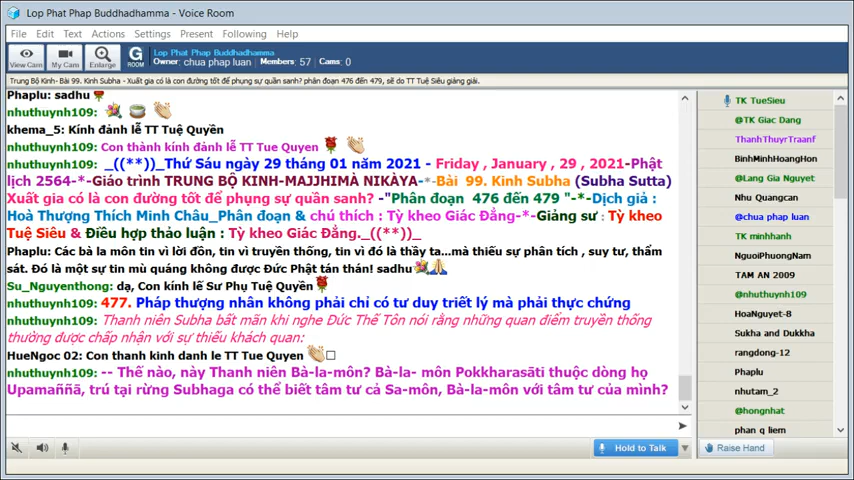 Lop Phat Phap Buddhadhamma - Voice Room
File Edit Text Actions Settings Present Following Help
View Cam
My Cam
Enlarge
G
ROOM
Lop Phat Phap Buddhadhamma
Owner: chua phap luan Members: 57 Cams: 0
Trung Bộ Kinh- Bài 99. Kinh Subha - Xuất gia có là con đường tốt để phụng sự quần sanh? phân đoạn 476 đến 479, sẽ do TT Tuệ Siêu giảng giải.
Phaplu: sadhu
nhuthuynh109:
khema_5: Kính đảnh lễ TT Tuệ Quyền
nhuthuynh109: Con thành kính đảnh lễ TT Tue Quyen
nhuthuynh109: _((**))_Thứ Sáu ngày 29 tháng 01 năm 2021 - Friday , January , 29 , 2021-Phật
lịch 2564-*-Giáo trình TRUNG BỘ KINH-MAJJHIMÀ NIKÀYA-*-Bài 99. Kinh Subha (Subha Sutta)
Xuất gia có là con đường tốt để phụng sự quần sanh? -"Phân đoạn 476 đến 479 "-*-Dịch giả :
Hoà Thượng Thích Minh Châu_Phân đoạn & chú thích : Tỳ kheo Giác Đẳng-*-Giảng sư : Tỳ kheo
Tuệ Siêu & Điều hợp thảo luận : Tỳ kheo Giác Đẳng._((**))_
Phaplu: Các bà la môn tin vì lời đồn, tin vì truyền thống, tin vì đó là thầy ta...mà thiếu sự phân tích , suy tư, thẩm
sát. Đó là một sự tin mù quáng không được Đức Phật tán thán! sadhu
Su_Nguyenthong: dạ, Con kính lể Sư Phụ Tuệ Quyền
nhuthuynh109: 477. Pháp thượng nhân không phải chỉ có tư duy triết lý mà phải thực chứng
nhuthuynh109: Thanh niên Subha bất mãn khi nghe Đức Thế Tôn nói rằng những quan điểm truyền thống
thường được chấp nhận với sự thiếu khách quan:
HueNgoc 02: Con thanh kinh danh le TT Tue Quyen
nhuthuynh109: -- Thế nào, này Thanh niên Bà-la-môn? Bà-la- môn Pokkharasāti thuộc dòng họ
Upamaññā, trú tại rừng Subhaga có thể biết tâm tư cả Sa-môn, Bà-la-môn với tâm tư của mình?
Hold to Talk
Raise Hand
TK TueSieu
@TK Giac Dang
ThanhThuyrTraanf
BinhMinhHoangHon
@Lang Gia Nguyet
Nhu Quangcan
@chua phap luan
TK minhhanh
NguoiPhuongNam
TAM AN 2009
@nhuthuynh109
HoaNguyet-8
Sukha and Dukkha
rangdong-12
Phaplu
nhutam_2
@hongnhat
phan q liem